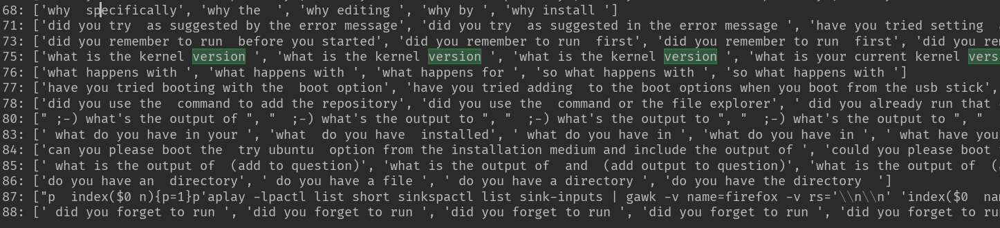 68: ['why  specifically', 'why the  ', 'why editing ', 'why by ', 'why install ']
71: ['did you try  as suggested by the error message', 'did you try  as suggested in the error message ', 'have you tried setting
73: ['did you remember to run  before you started', 'did you remember to run  first', 'did you remember to run  first', 'did you rem
75: ['what is the kernel version ', 'what is the kernel version ', 'what is the kernel version ', 'what is your current kernel vers
76: ['what happens with ', 'what happens with ', 'what happens for ', 'so what happens with ', 'so what happens with ']
77: ['have you tried booting with the  boot option', 'have you tried adding  to the boot options when you boot from the usb stick',
78: ['did you use the  command to add the repository', 'did you use the  command or the file explorer', ' did you already run that
80: [" ;-) what's the output of ", "  ;-) what's the output to ", "  ;-) what's the output to ", "  ;-) what's the output to ", "
83: [' what do you have in your ', 'what  do you have  installed', ' what do you have in ', 'what do you have in ', ' what have you
84: ['can you please boot the  try ubuntu  option from the installation medium and include the output of ', 'could you please boot
85: [' what is the output of  (add to question)', 'what is the output of  and  (add output to question)', 'what is the output of  (
86: ['do you have an  directory', ' do you have a file ', ' do you have a directory ', 'do you have the directory  ']
87: ["p  index($0 n){p=1}p'aplay -lpactl list short sinkspactl list sink-inputs | gawk -v name=firefox -v rs='\\n\\n' 'index($0  nam
88: [' did you forget to run ', 'did you forget to run ', 'did you forget to run ', 'did you forget to run ', 'did you forget to ru